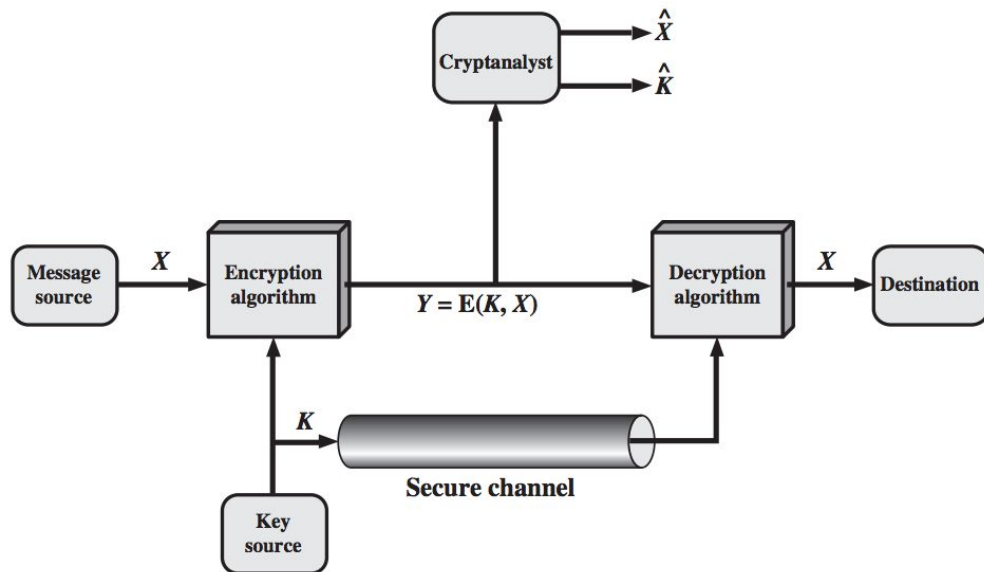 Cryptanalyst
X̂
K̂
Message
source
X
Encryption
algorithm
Y = E(K, X)
Decryption
algorithm
X
Destination
K
Secure channel
Key
source